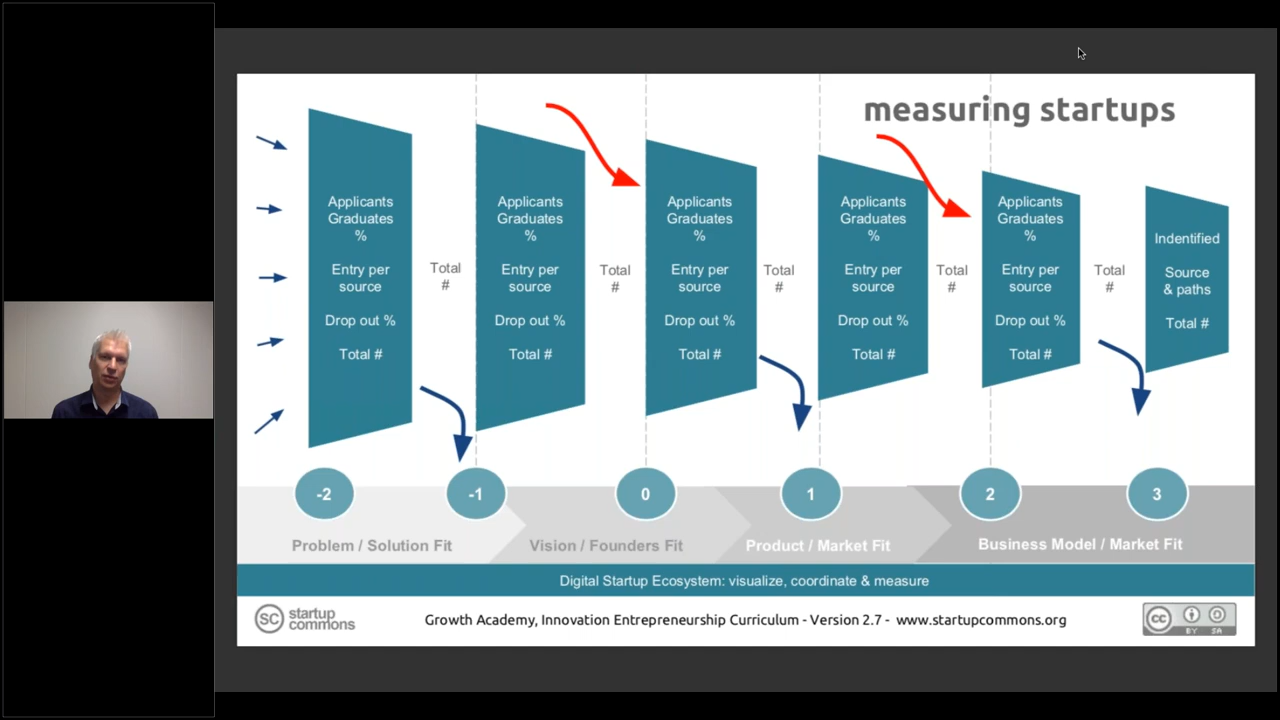 measuring startups
Applicants
Graduates
%
Entry per
source
Drop out %
Total #
Total
#
Applicants
Graduates
%
Entry per
source
Drop out %
Total #
Total
#
Applicants
Graduates
%
Entry per
source
Drop out %
Total #
Total
#
Applicants
Graduates
%
Entry per
source
Drop out %
Total #
Total
#
Applicants
Graduates
%
Entry per
source
Drop out %
Total #
Total
#
Indentified
Source
& paths
Total #
-2
-1
0
1
2
3
Problem / Solution Fit
Vision / Founders Fit
Product / Market Fit
Business Model / Market Fit
Digital Startup Ecosystem: visualize, coordinate & measure
SC startup
commons
Growth Academy, Innovation Entrepreneurship Curriculum - Version 2.7 - www.startupcommons.org
cc
BY SA